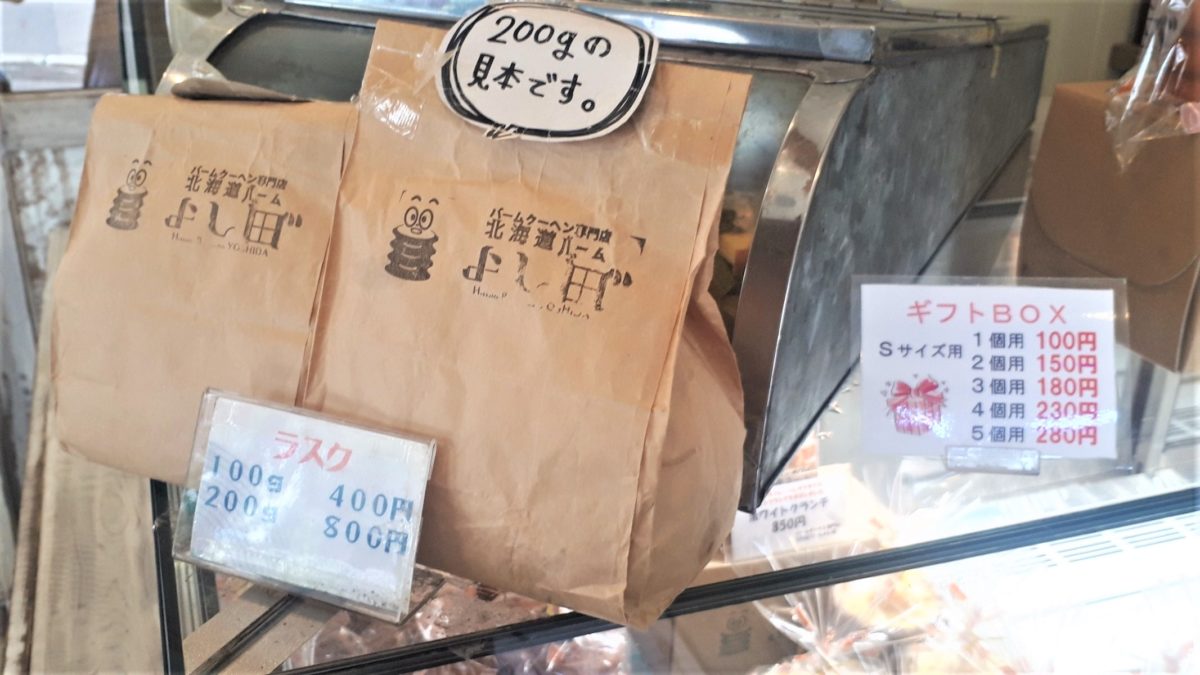 200gの
見本です。
バームクーヘン専門店
北海道バーム
よし田
YOSHIDA
バームクーヘン専門店
北海道バーム
よし田
ラスク
100g 400円
200g 800円
ギフトBOX
Sサイズ用
1個用 100円
2個用 150円
3個用 180円
4個用 230円
5個用 280円
ホワイトクランチ
850円